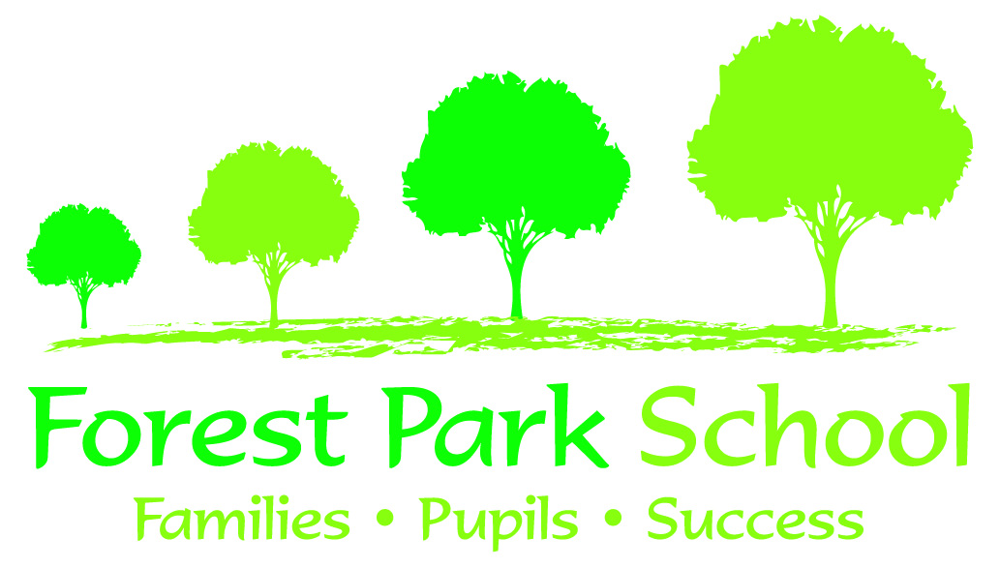 Forest Park School
Families • Pupils • Success